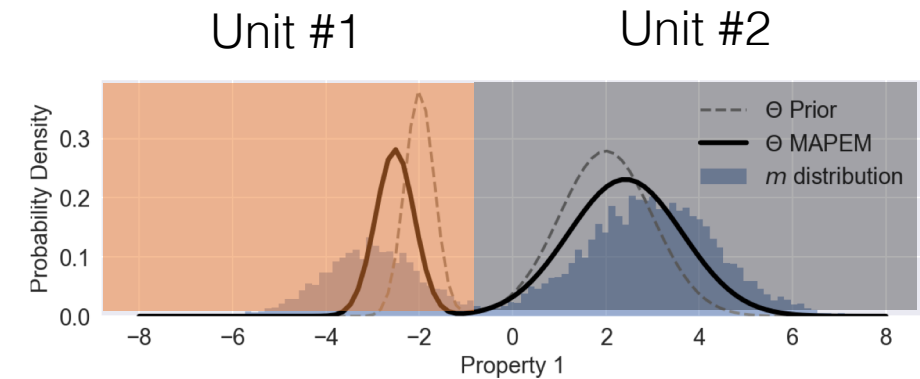 Unit #1
Unit #2
Probability Density
0.3
0.2
0.1
0.0
Θ Prior
Θ MAPEM
m distribution
−8 −6 −4 −2 0 2 4 6 8
Property 1